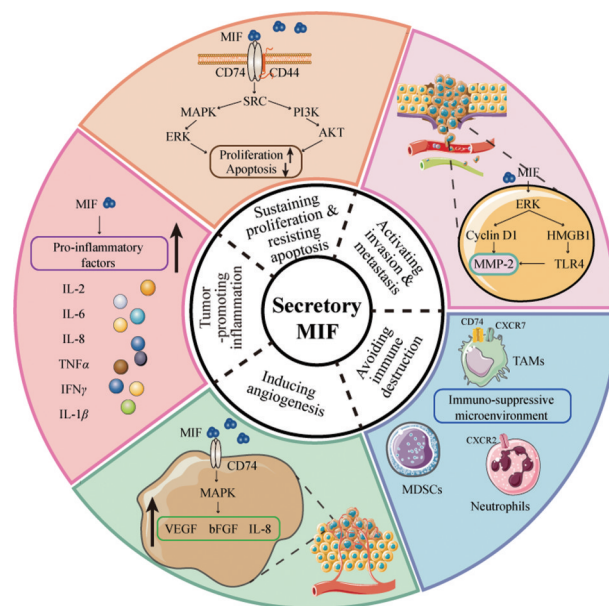 MIF
CD74
CD44
SRC
MAPK
PI3K
ERK
AKT
Proliferation
Apoptosis
MIF
ERK
Cyclin D1
HMGB1
MMP-2
TLR4
MIF
Pro-inflammatory
factors
IL-2
IL-6
IL-8
TNFα
IFNγ
IL-1β
Sustaining
proliferation &
resisting
apoptosis
Activating
invasion &
metastasis
Tumor
-promoting
inflammation
Secretory
MIF
Avoiding
immune
destruction
Inducing
angiogenesis
CD74
CXCR7
TAMs
Immuno-suppressive
microenvironment
CXCR2
MDSCs
Neutrophils
MIF
CD74
MAPK
VEGF bFGF IL-8